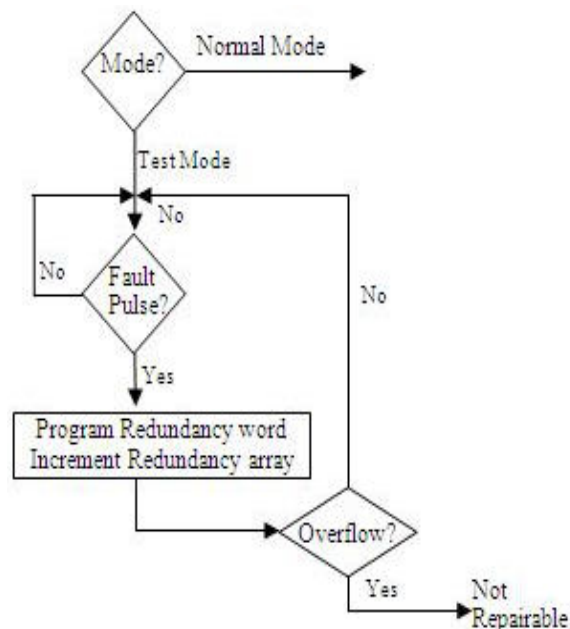 Normal Mode
Mode?
Test Mode
No
No
Fault
Pulse?
No
Yes
Program Redundancy word
Increment Redundancy array
Overflow?
Yes
Not
Repairable